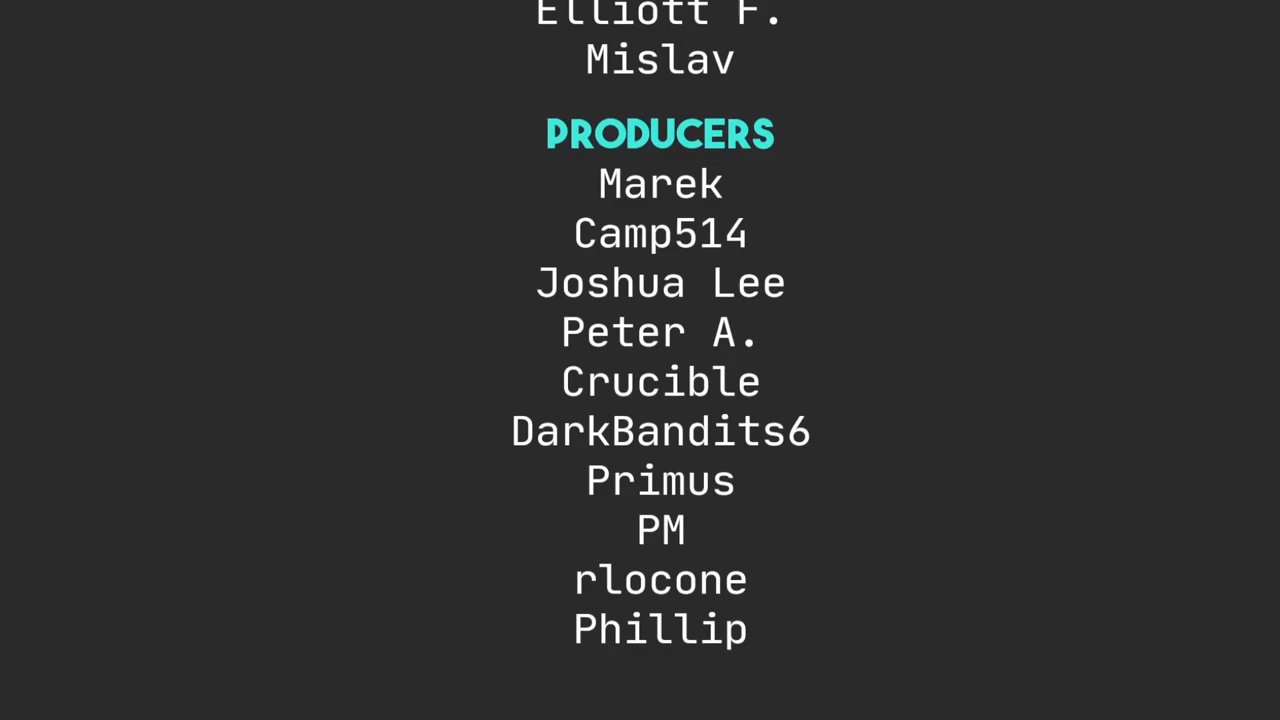 Elliott F.
Mislav
PRODUCERS
Marek
Camp514
Joshua Lee
Peter A.
Crucible
DarkBandits6
Primus
PM
rlocone
Phillip